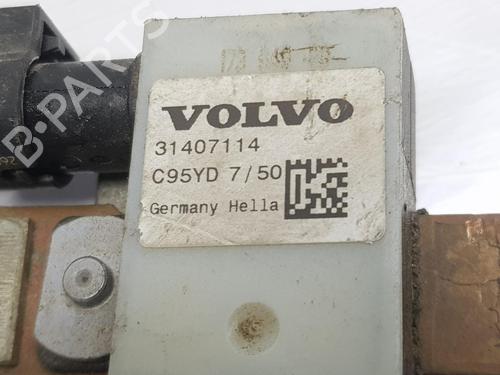 B-PARTS
VOLVO
31407114
C95YD 7/50
Germany Hella